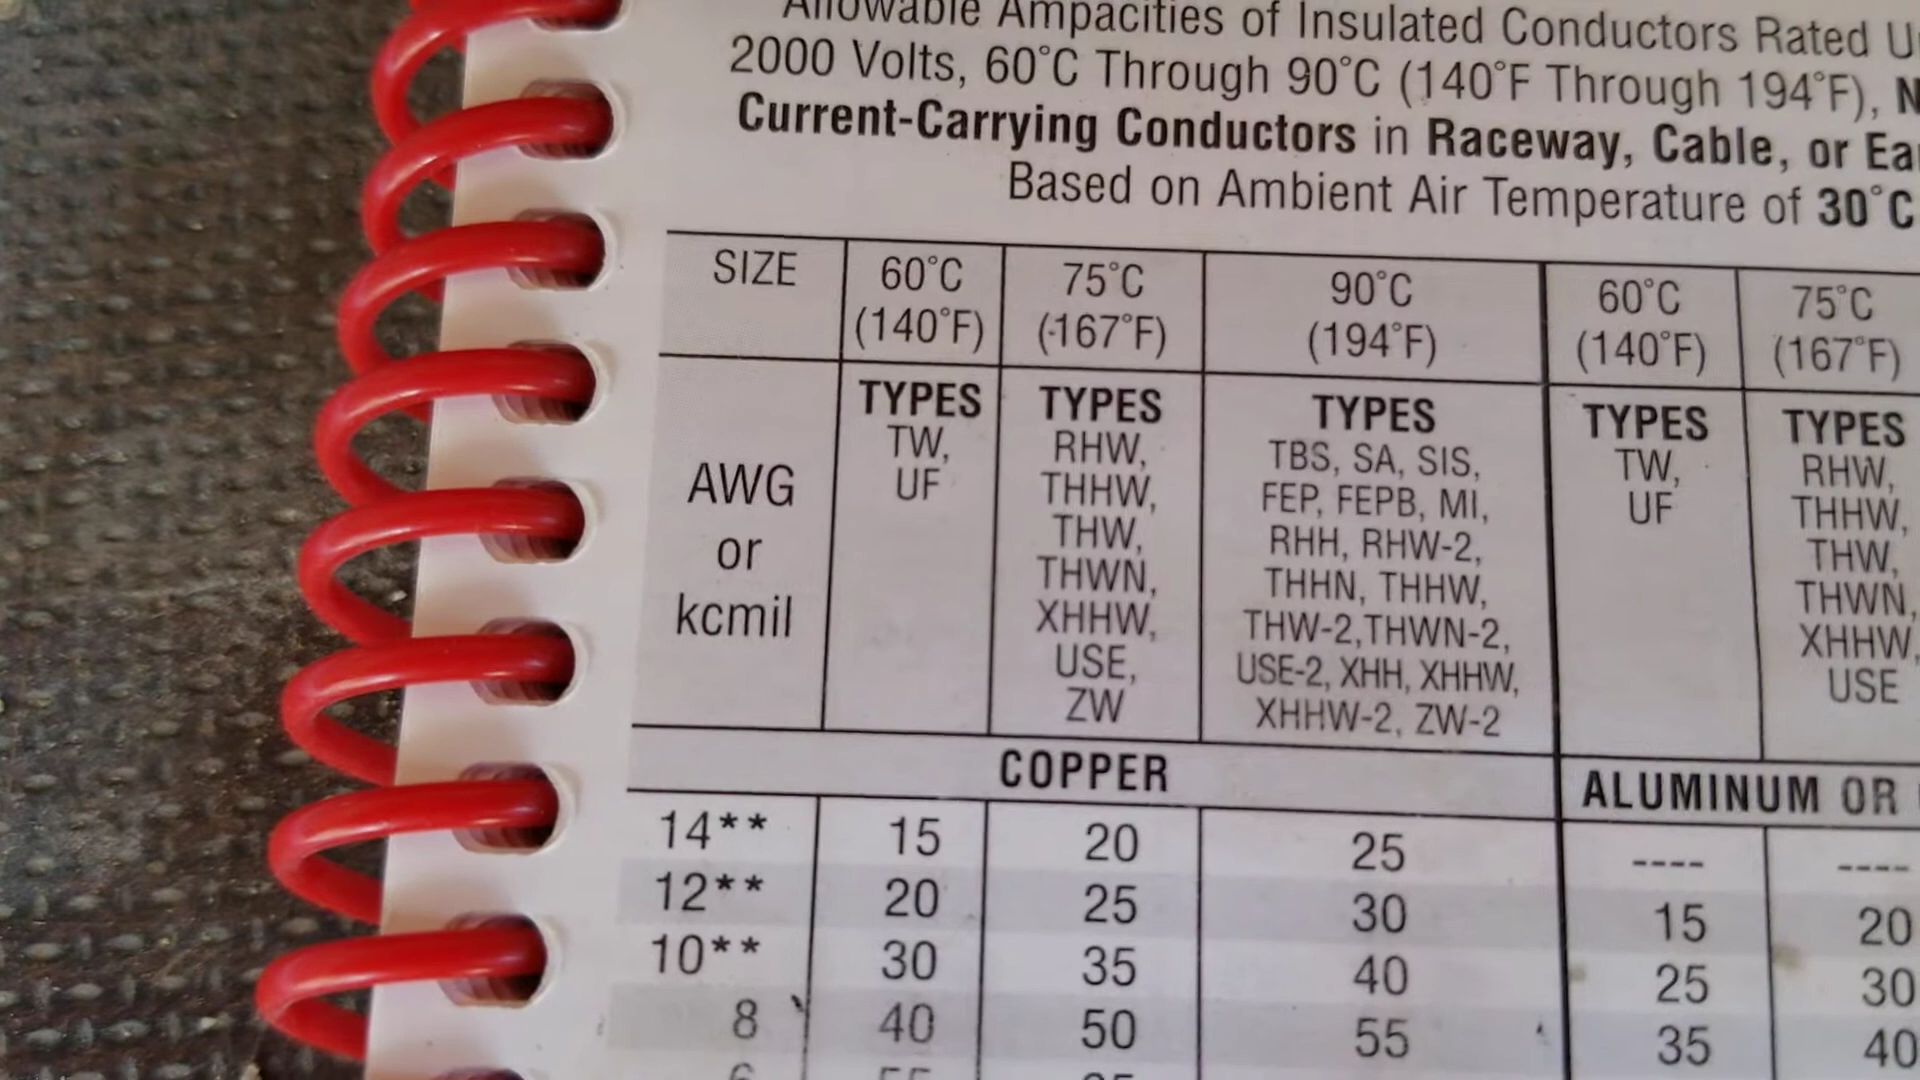 Allowable Ampacities of Insulated Conductors Rated
2000 Volts, 60°C Through 90°C (140°F Through 194°F),
Current-Carrying Conductors in Raceway, Cable, or
Based on Ambient Air Temperature of 30°C
SIZE 60°C (140°F) 75°C (167°F) 90°C (194°F) 60°C (140°F) 75°C (167°F)
AWG
or
kcmil
TYPES
TW,
UF
TYPES
RHW,
THHW,
THW,
THWN,
XHHW,
USE,
ZW
TYPES
TBS, SA, SIS,
FEP, FEPB, MI,
RHH, RHW-2,
THHN, THHW,
THW-2,THWN-2,
USE-2, XHH, XHHW,
XHHW-2, ZW-2
TYPES
TW,
UF
TYPES
RHW,
THHW,
THW,
THWN,
XHHW,
USE
COPPER ALUMINUM OR
14** 15 20 25 ---- ----
12** 20 25 30 15 20
10** 30 35 40 25 30
8 40 50 55 35 40